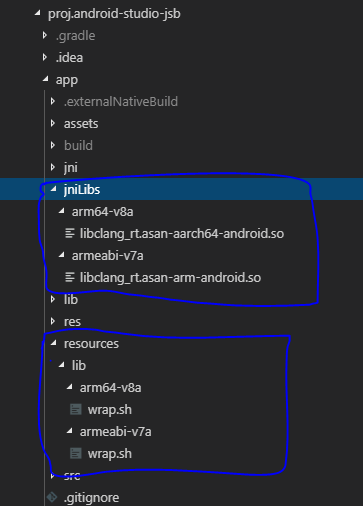 proj.android-studio-jsb
.gradle
.idea
app
.externalNativeBuild
assets
build
jni
jniLibs
arm64-v8a
libclang_rt.asan-aarch64-android.so
armeabi-v7a
libclang_rt.asan-arm-android.so
lib
res
resources
lib
arm64-v8a
wrap.sh
armeabi-v7a
wrap.sh
src
.gitignore